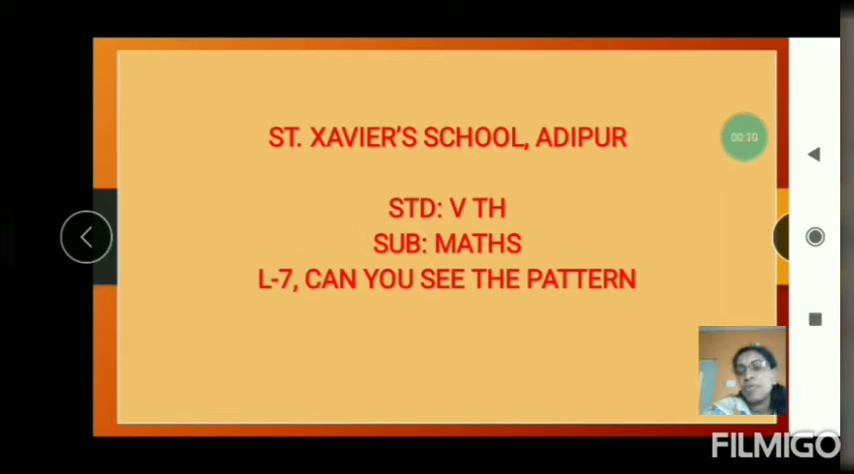 ST. XAVIER'S SCHOOL, ADIPUR
00:10
STD: V TH
SUB: MATHS
L-7, CAN YOU SEE THE PATTERN
FILMIGO